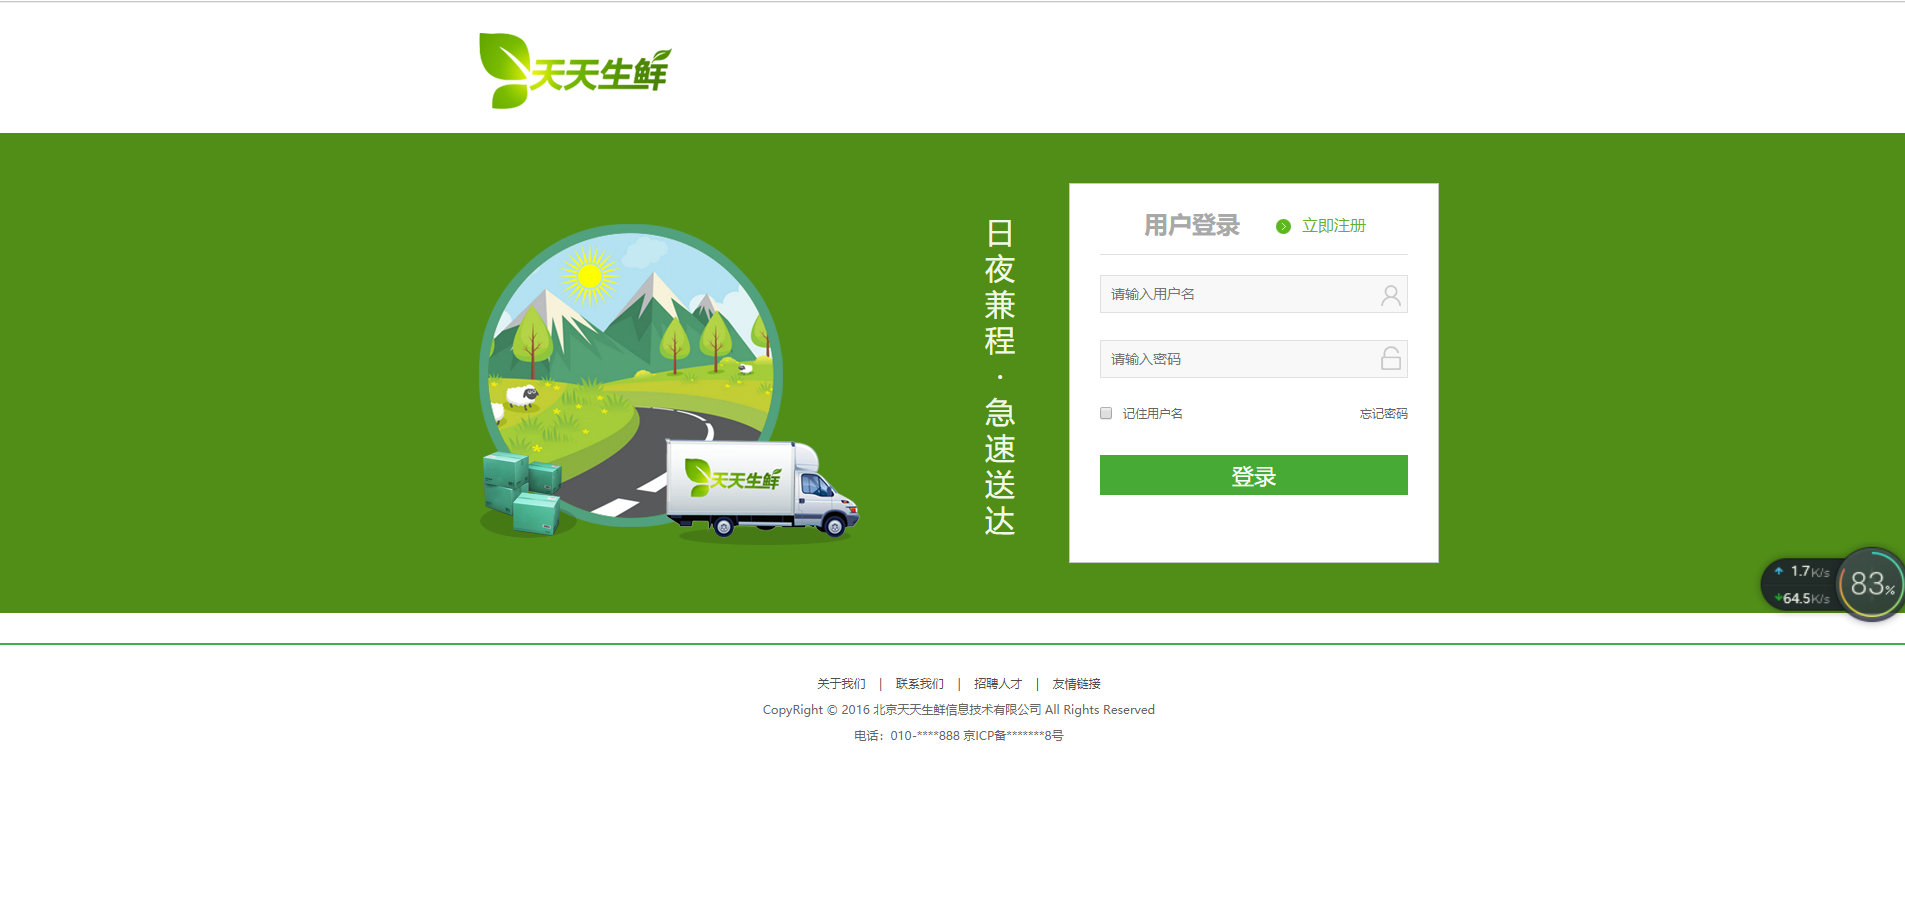 天天生鲜
日夜兼程·急速送达
天天生鲜
用户登录 立即注册
请输入用户名
请输入密码
记住用户名 忘记密码
登录
1.7K/s
64.5K/s
83%
关于我们 | 联系我们 | 招聘人才 | 友情链接
CopyRight © 2016 北京天天生鲜信息技术有限公司 All Rights Reserved
电话：010-****888 京ICP备*******8号